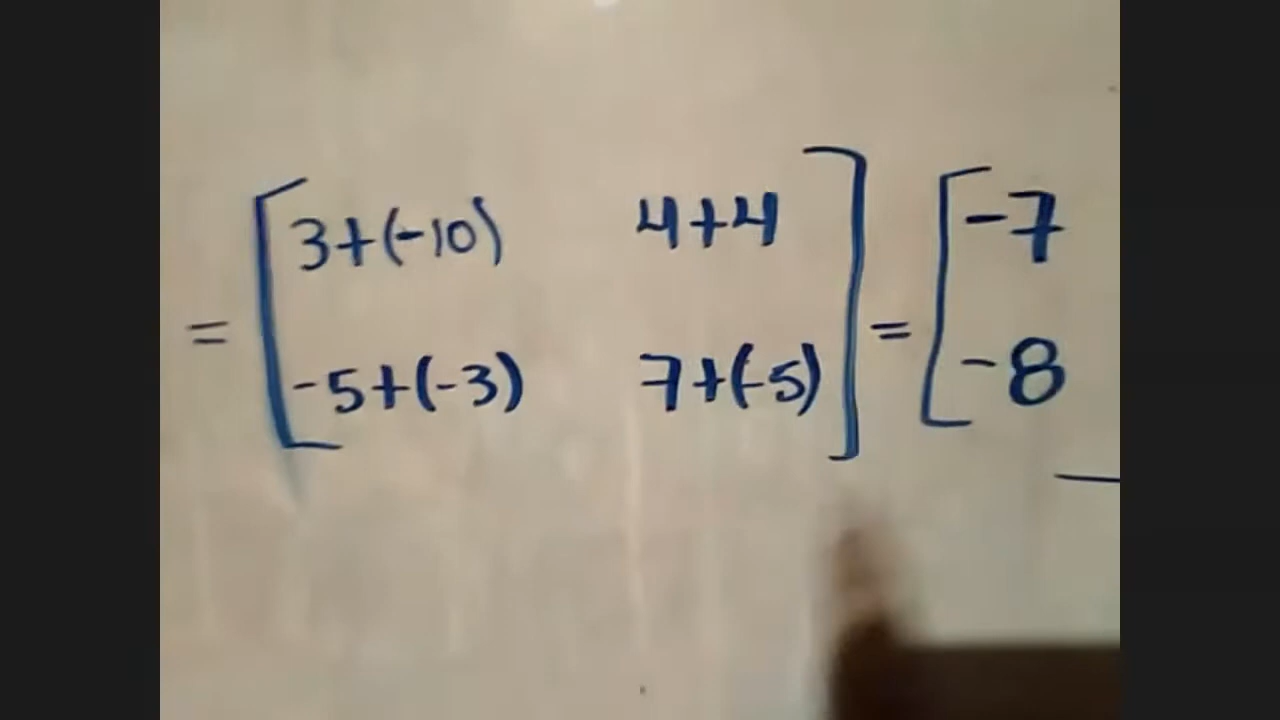 = [ 3+(-10) 4+4 ] = [ -7
-5+(-3) 7+(-5) -8